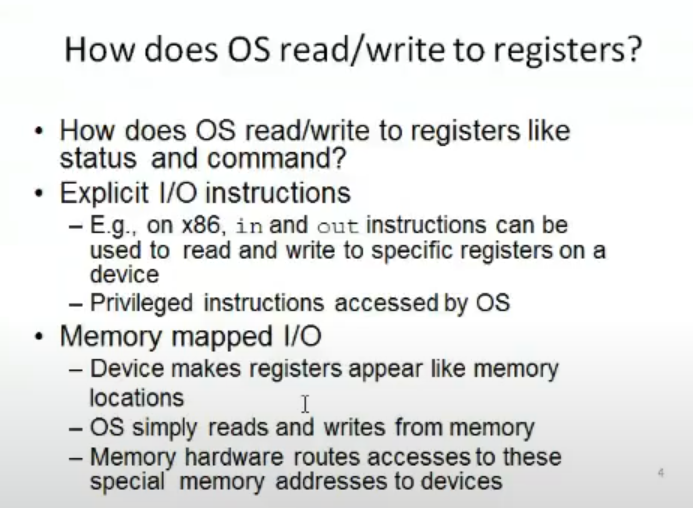 How does OS read/write to registers?
• How does OS read/write to registers like
status and command?
• Explicit I/O instructions
– E.g., on x86, in and out instructions can be
used to read and write to specific registers on a
device
– Privileged instructions accessed by OS
• Memory mapped I/O
– Device makes registers appear like memory
locations
– OS simply reads and writes from memory
– Memory hardware routes accesses to these
special memory addresses to devices
4